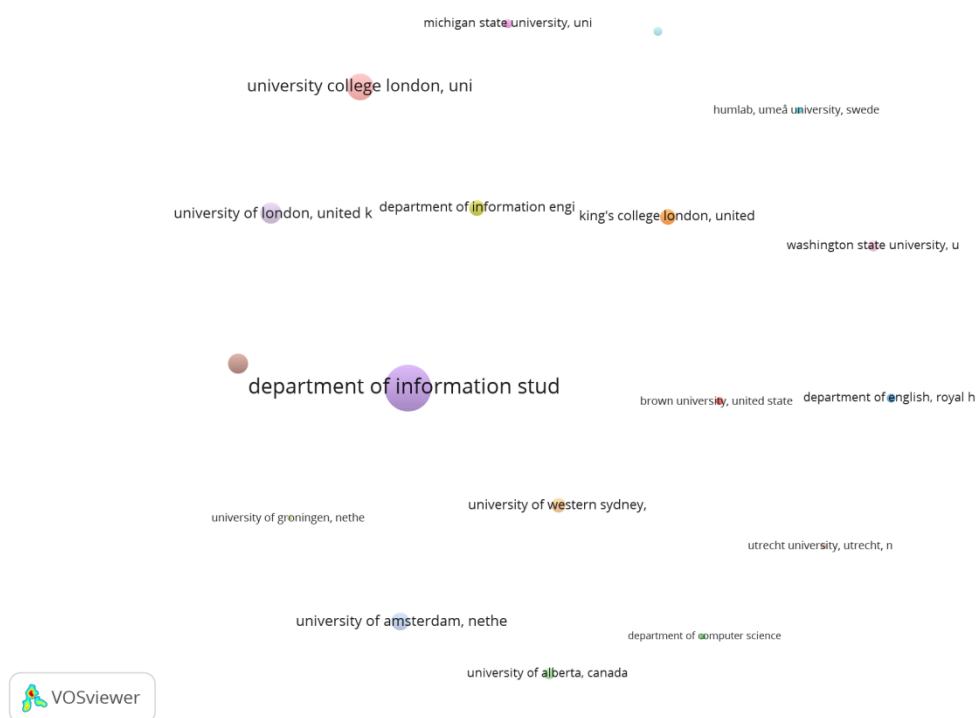 michigan state university, uni
university college london, uni
humlab, umeå university, swede
university of london, united k
department of information engi
king's college london, united
washington state university, u
department of information stud
brown university, united state
department of english, royal h
university of western sydney,
university of groningen, nethe
utrecht university, utrecht, n
university of amsterdam, nethe
department of computer science
university of alberta, canada
VOSviewer